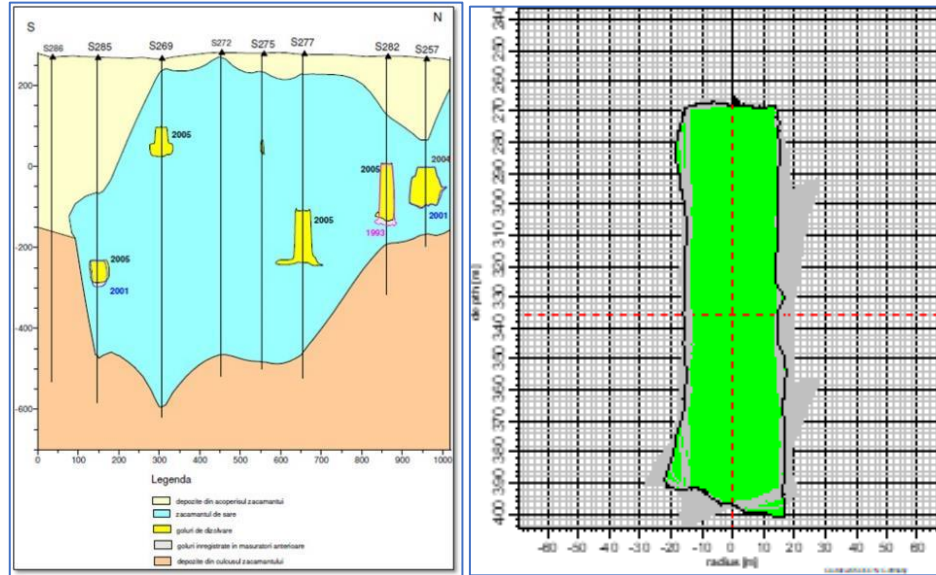 S
N
S286 S285 S269 S272 S275 S277 S282 S257
200
0
-200
-400
-600
2005
2005
2001
2005
2005
1993
2004
2001
0 100 200 300 400 500 600 700 800 900 1000
Legenda
depozite din acoperisul zacamantui
zacamantul de sare
goluri de dizolvare
goluri inregistrate in masuratori anterioare
depozite din culcusul zacamantului
240
250
260
270
280
290
300
310
320
330
340
350
360
370
380
390
400
depth [m]
-60 -50 -40 -30 -20 -10 0 10 20 30 40 50 60
radius [m]